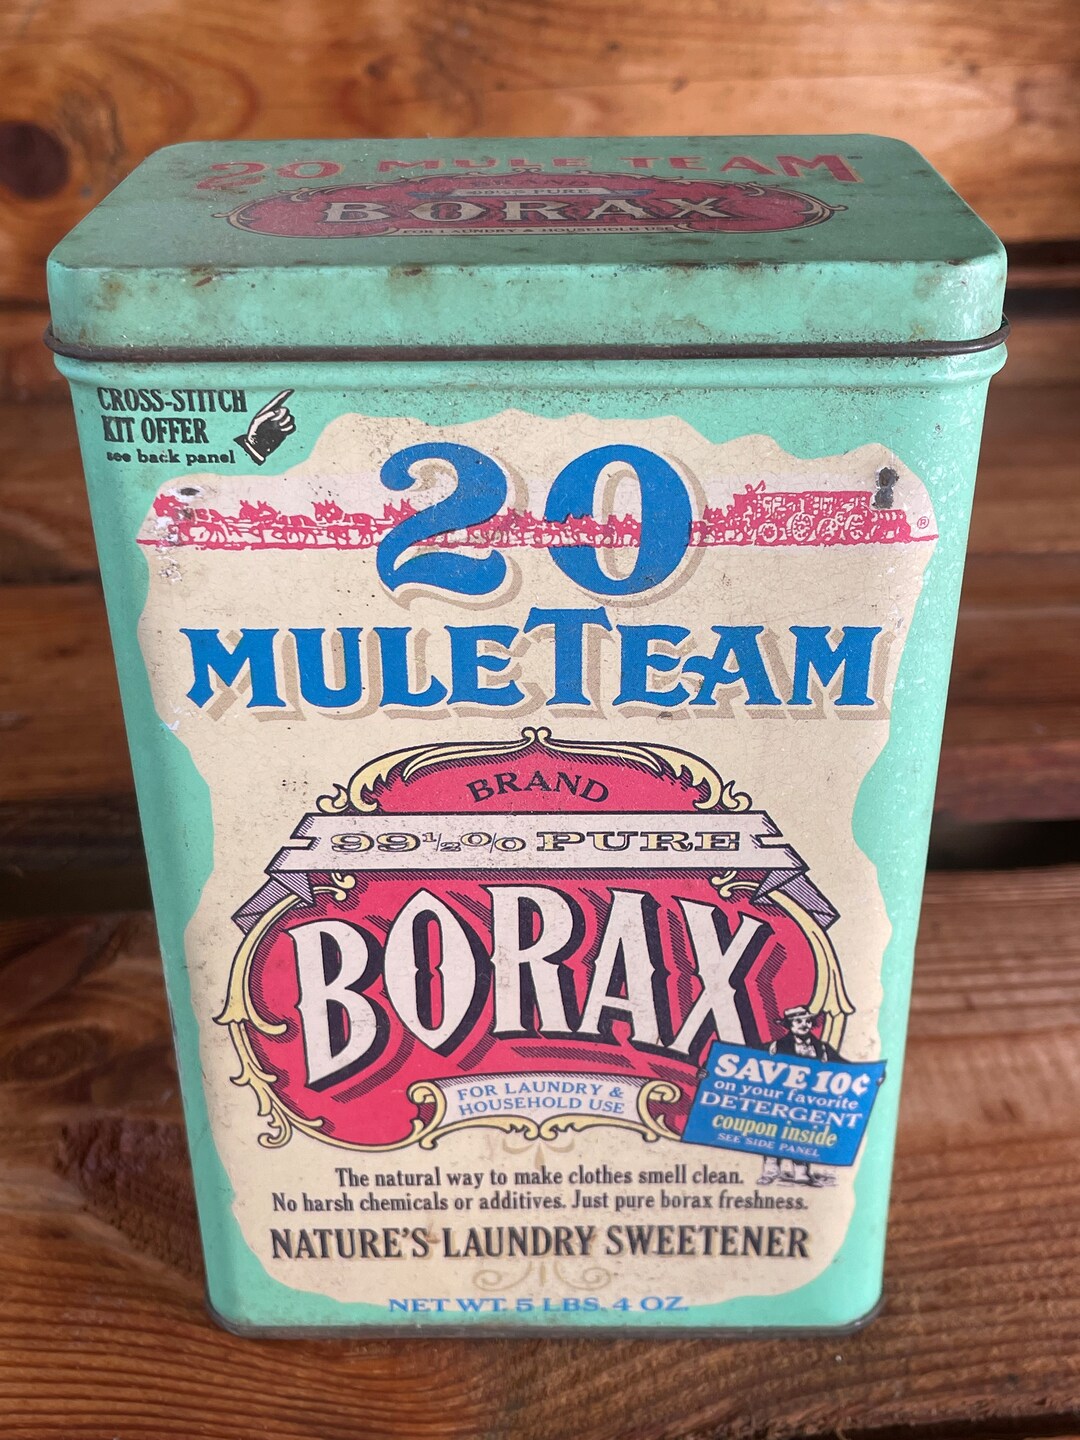 20 MULE TEAM
BRAND
99½% PURE
BORAX
FOR LAUNDRY & HOUSEHOLD USE
CROSS-STITCH
KIT OFFER
see back panel
20
®
MULE TEAM
BRAND
99½% PURE
BORAX
FOR LAUNDRY &
HOUSEHOLD USE
SAVE 10¢
on your favorite
DETERGENT
coupon inside
SEE SIDE PANEL
The natural way to make clothes smell clean.
No harsh chemicals or additives. Just pure borax freshness.
NATURE'S LAUNDRY SWEETENER
NET WT. 5 LBS. 4 OZ.